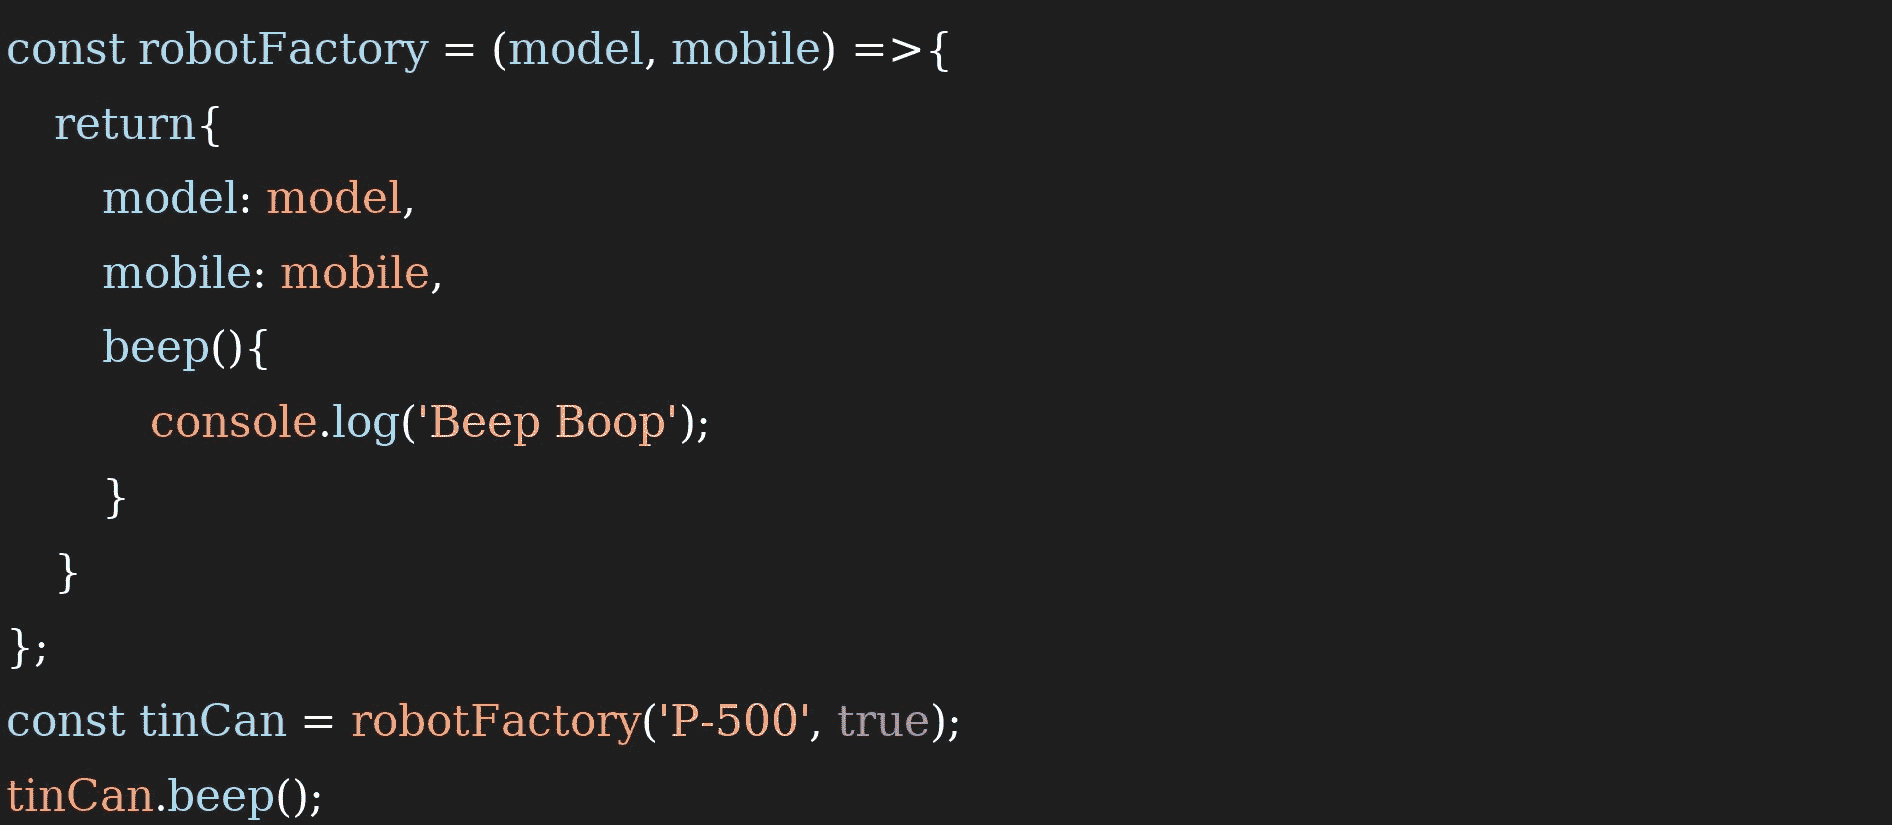 const robotFactory = (model, mobile) =>{
    return{
        model: model,
        mobile: mobile,
        beep(){
            console.log('Beep Boop');
        }
    }
};
const tinCan = robotFactory('P-500', true);
tinCan.beep();